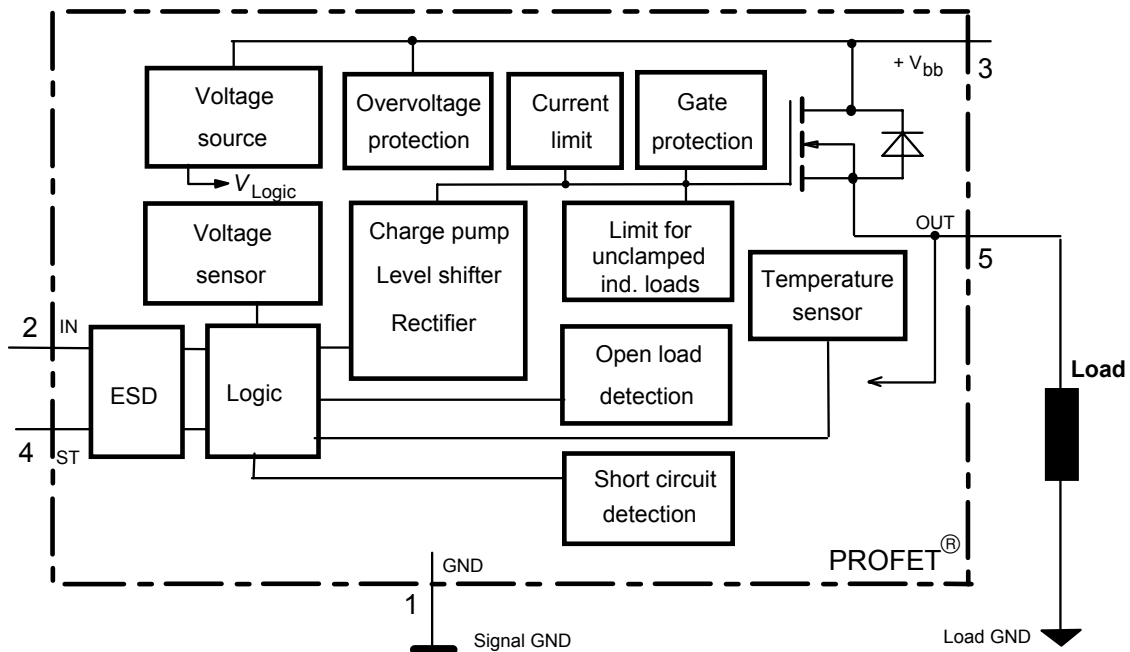 + Vbb
3
Voltage
source
Overvoltage
protection
Current
limit
Gate
protection
VLogic
Voltage
sensor
Charge pump
Level shifter
Rectifier
Limit for
unclamped
ind. loads
OUT
5
Temperature
sensor
2
IN
ESD
Logic
Open load
detection
Load
4
ST
Short circuit
detection
PROFET®
GND
1
Signal GND
Load GND